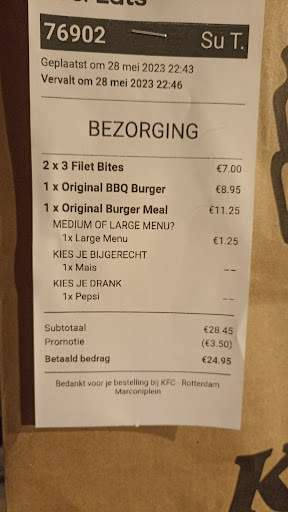 Eats
76902 Su T.
Geplaatst om 28 mei 2023 22:43
Vervalt om 28 mei 2023 22:46
BEZORGING
2 x 3 Filet Bites €7.00
1 x Original BBQ Burger €8.95
1 x Original Burger Meal €11.25
MEDIUM OF LARGE MENU?
1x Large Menu €1.25
KIES JE BIJGERECHT
1x Mais --
KIES JE DRANK
1x Pepsi --
Subtotaal €28.45
Promotie (€3.50)
Betaald bedrag €24.95
Bedankt voor je bestelling bij KFC - Rotterdam
Marconiplein
K